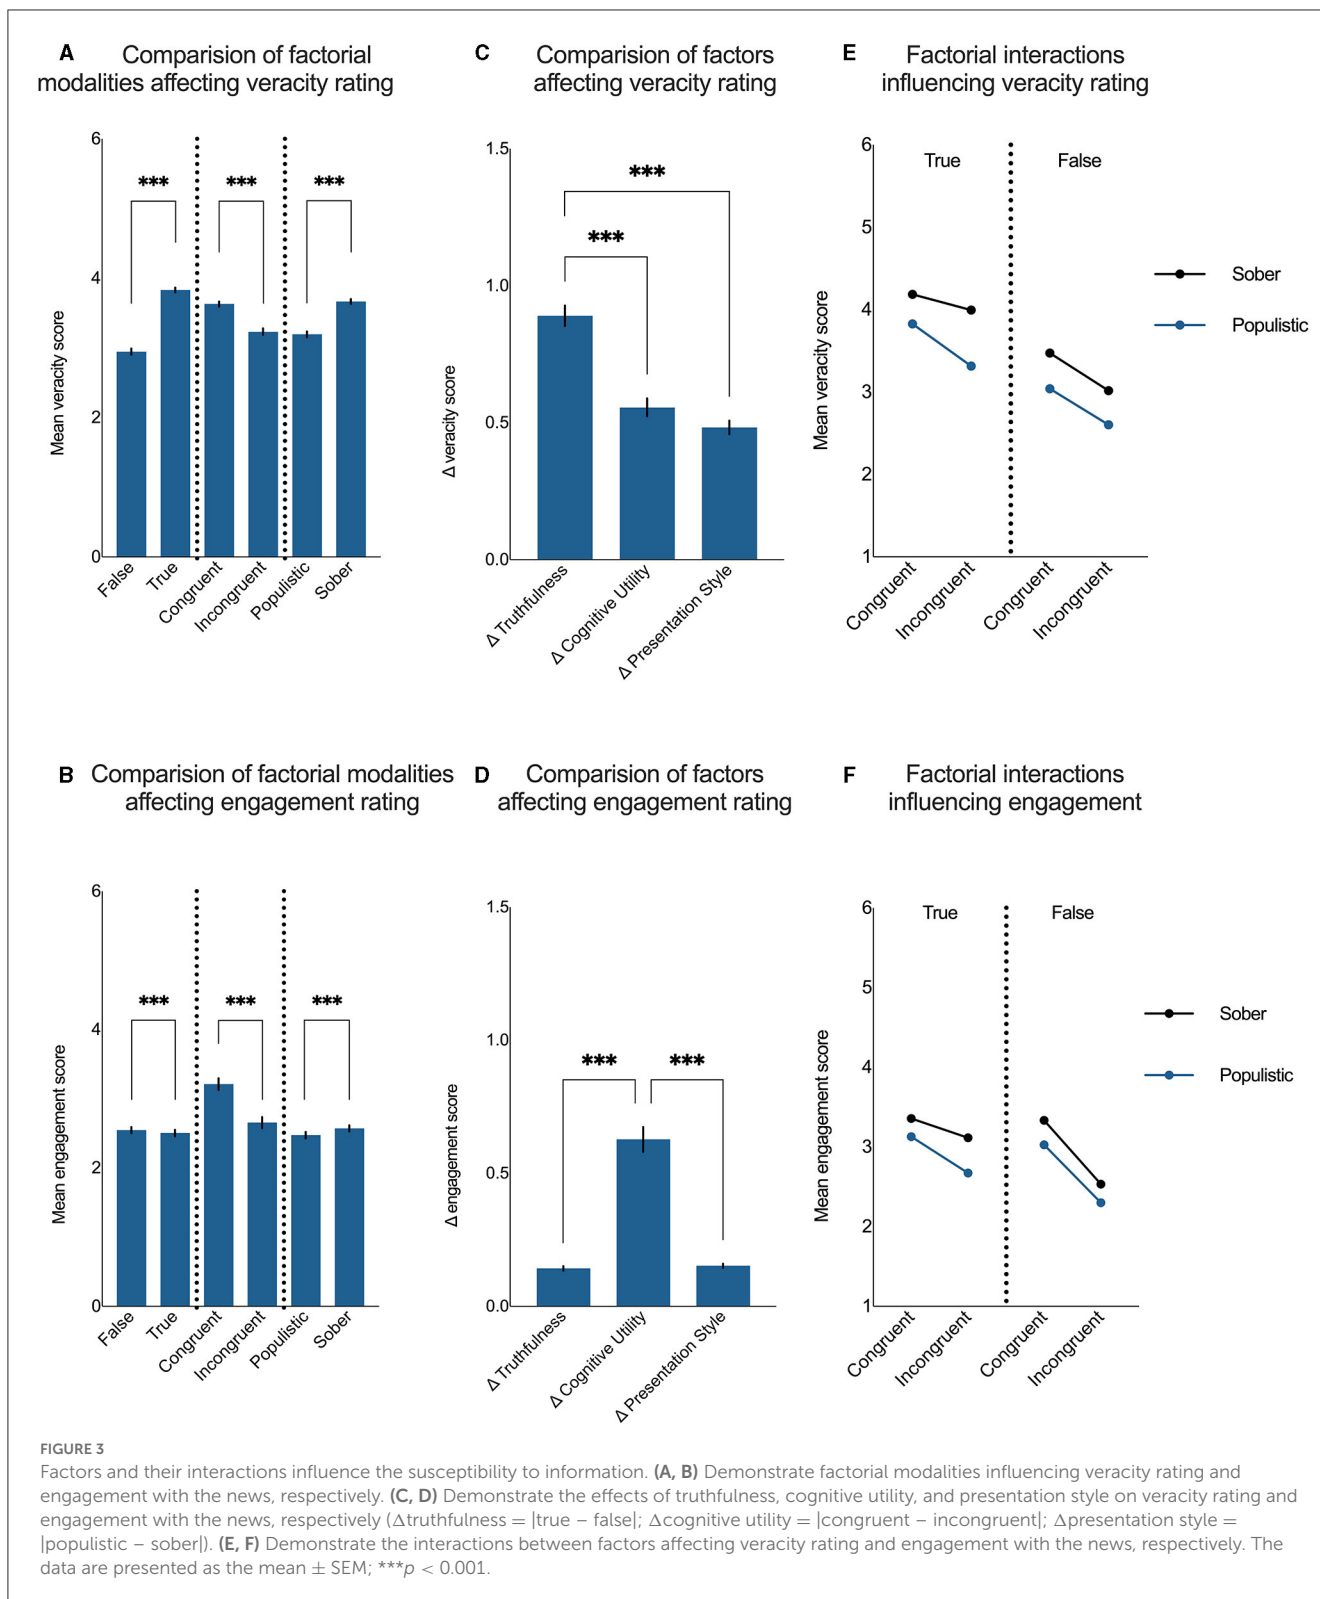 A Comparision of factorial
modalities affecting veracity rating
6
4
2
0
Mean veracity score
***
***
***
False
True
Congruent
Incongruent
Populistic
Sober
C Comparision of factors
affecting veracity rating
1.5
1.0
0.5
0.0
Δ veracity score
***
***
Δ Truthfulness
Δ Cognitive Utility
Δ Presentation Style
E Factorial interactions
influencing veracity rating
6
5
4
3
2
1
Mean veracity score
True
False
Congruent
Incongruent
Congruent
Incongruent
Sober
Populistic
B Comparision of factorial modalities
affecting engagement rating
6
4
2
0
Mean engagement score
***
***
***
False
True
Congruent
Incongruent
Populistic
Sober
D Comparision of factors
affecting engagement rating
1.5
1.0
0.5
0.0
Δ engagement score
***
***
Δ Truthfulness
Δ Cognitive Utility
Δ Presentation Style
F Factorial interactions
influencing engagement
6
5
4
3
2
1
Mean engagement score
True
False
Congruent
Incongruent
Congruent
Incongruent
Sober
Populistic
FIGURE 3
Factors and their interactions influence the susceptibility to information. (A, B) Demonstrate factorial modalities influencing veracity rating and
engagement with the news, respectively. (C, D) Demonstrate the effects of truthfulness, cognitive utility, and presentation style on veracity rating and
engagement with the news, respectively (Δtruthfulness = |true – false|; Δcognitive utility = |congruent – incongruent|; Δpresentation style =
|populistic – sober|). (E, F) Demonstrate the interactions between factors affecting veracity rating and engagement with the news, respectively. The
data are presented as the mean ± SEM; ***p < 0.001.